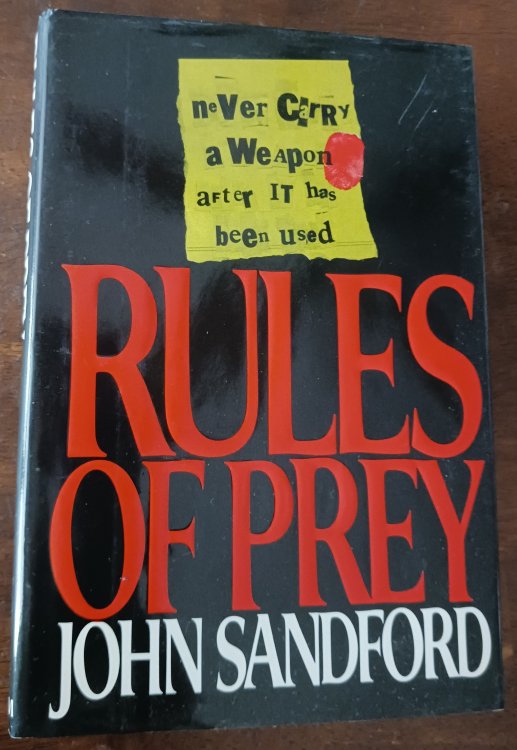 neVer CArRy
a WeApon
aFter IT has
been used
RULES
OF PREY
JOHN SANDFORD